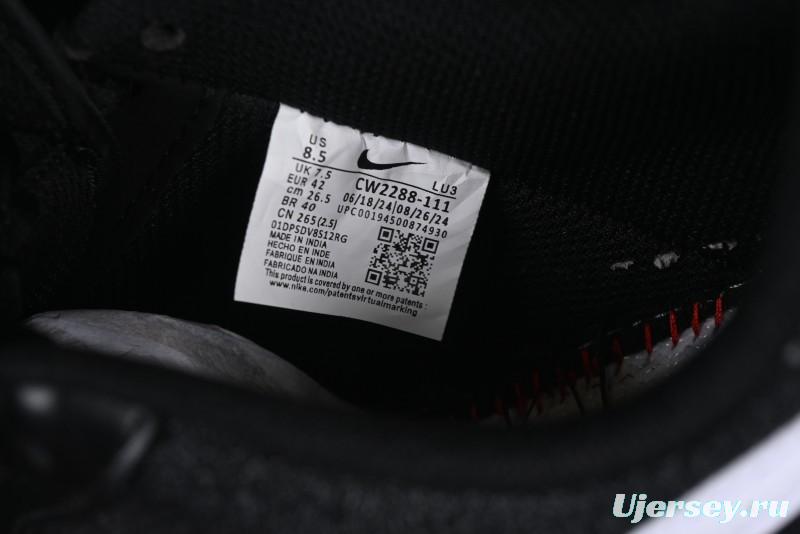 US
8.5
UK 7.5
EUR 42
cm 26.5
BR 40
CN 265(2.5)
LU3
CW2288-111
06/18/24|08/26/24
UPC00194500874930
01DPSDV8512RG
MADE IN INDIA
HECHO EN INDE
FABRIQUE EN INDIA
FABRICADO NA INDIA
This product is covered by one or more patents :
www.nike.com/patentsvirtualmarking
Ujersey.ru